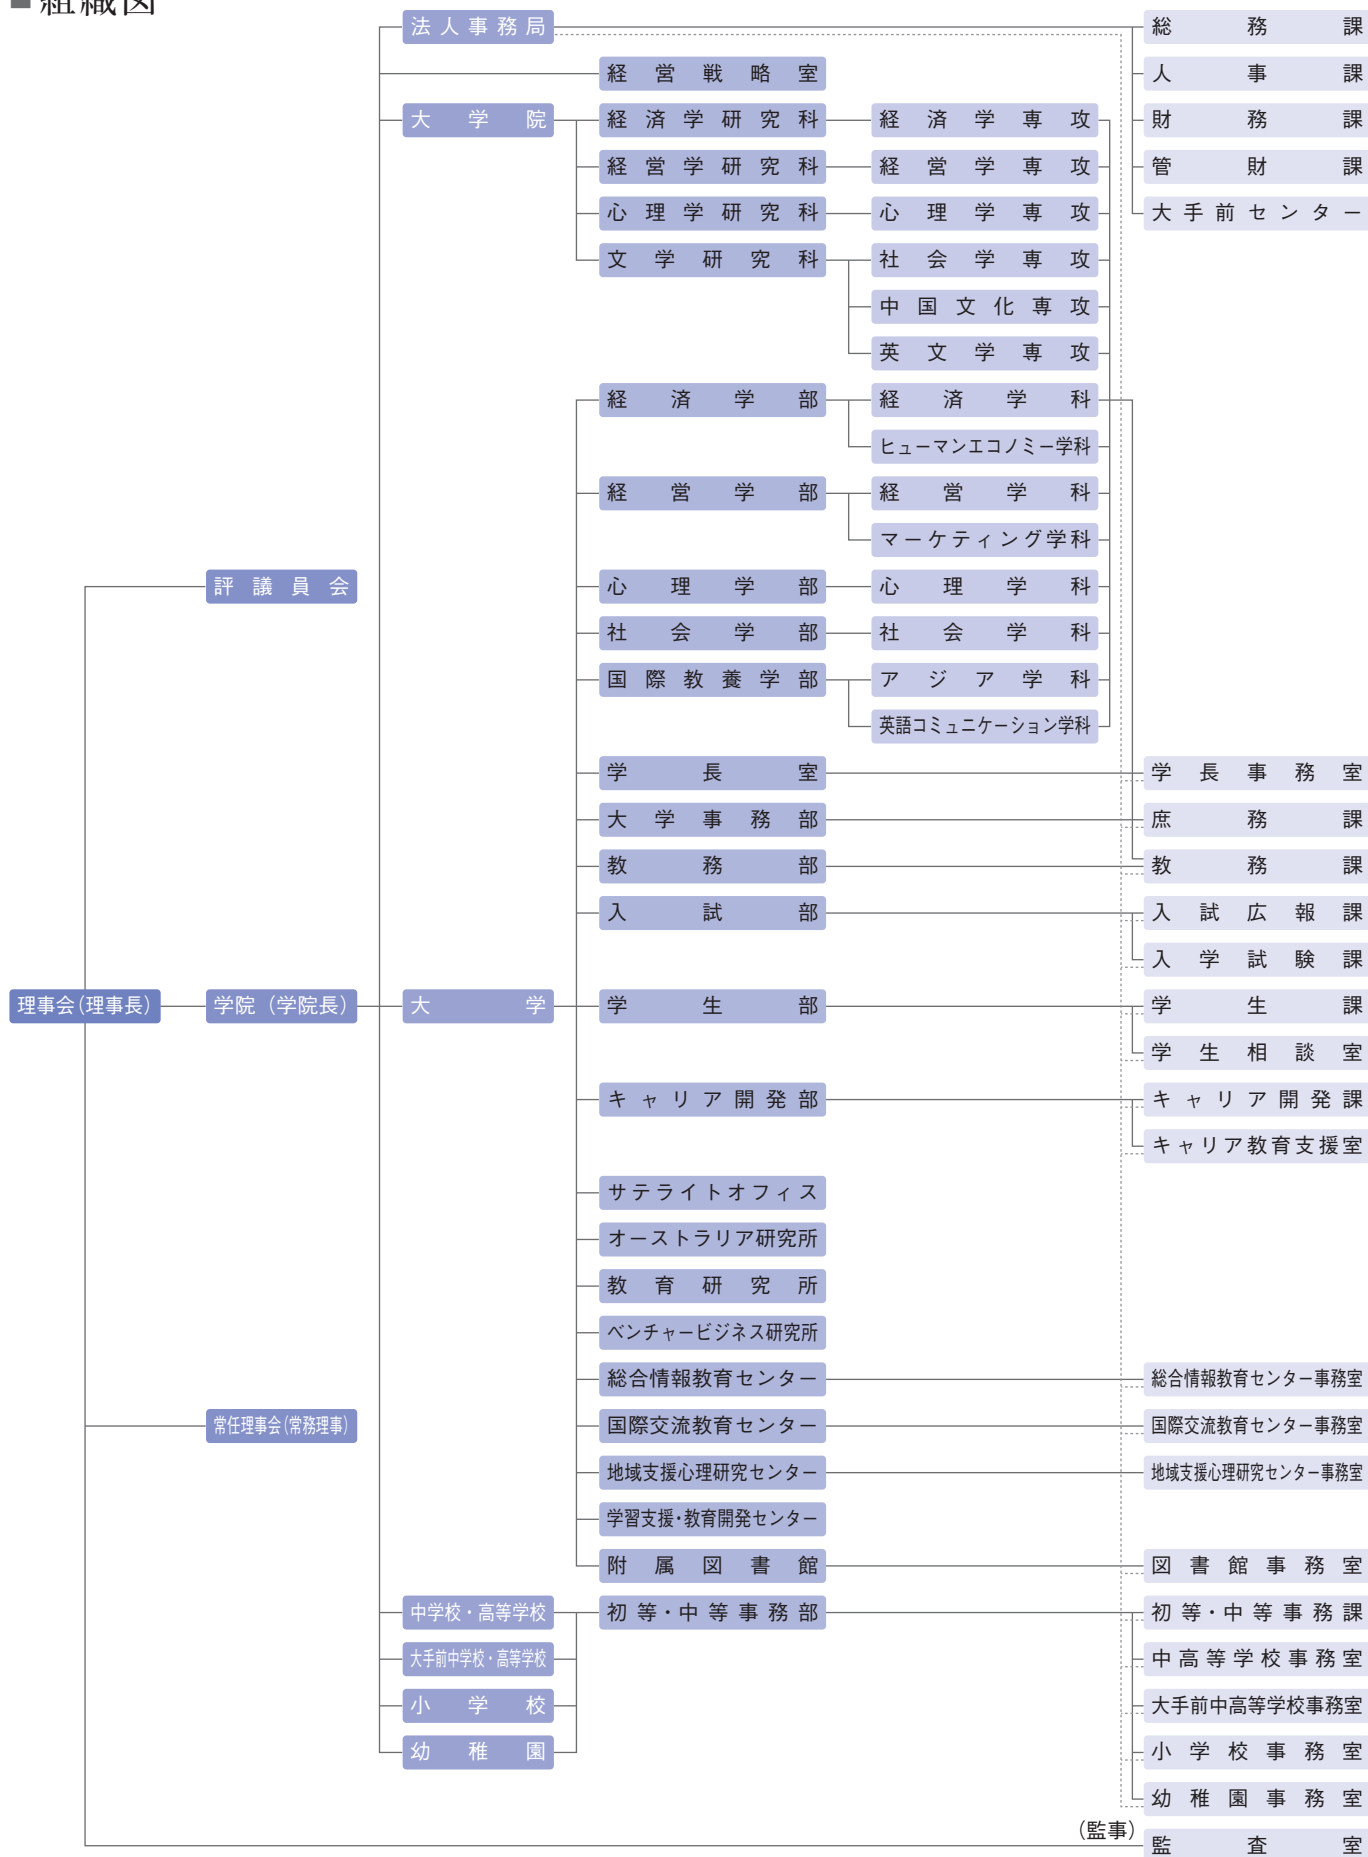 ■組織図
法人事務局
総務課
経営戦略室
人事課
大学院
経済学研究科
経済学専攻
財務課
経営学研究科
経営学専攻
管財課
心理学研究科
心理学専攻
大手前センター
文学研究科
社会学専攻
中国文化専攻
英文学専攻
経済学部
経済学科
ヒューマンエコノミー学科
経営学部
経営学科
マーケティング学科
評議員会
心理学部
心理学科
社会学部
社会学科
国際教養学部
アジア学科
英語コミュニケーション学科
学長室
学長事務室
大学事務部
庶務課
教務部
教務課
入試部
入試広報課
入学試験課
理事会(理事長)
学院（学院長）
大学
学生部
学生課
学生相談室
キャリア開発部
キャリア開発課
キャリア教育支援室
サテライトオフィス
オーストラリア研究所
教育研究所
ベンチャービジネス研究所
総合情報教育センター
総合情報教育センター事務室
常任理事会(常務理事)
国際交流教育センター
国際交流教育センター事務室
地域支援心理研究センター
地域支援心理研究センター事務室
学習支援・教育開発センター
附属図書館
図書館事務室
中学校・高等学校
初等・中等事務部
初等・中等事務課
大手前中学校・高等学校
中高等学校事務室
小学校
大手前中高等学校事務室
幼稚園
小学校事務室
幼稚園事務室
（監事）
監査室